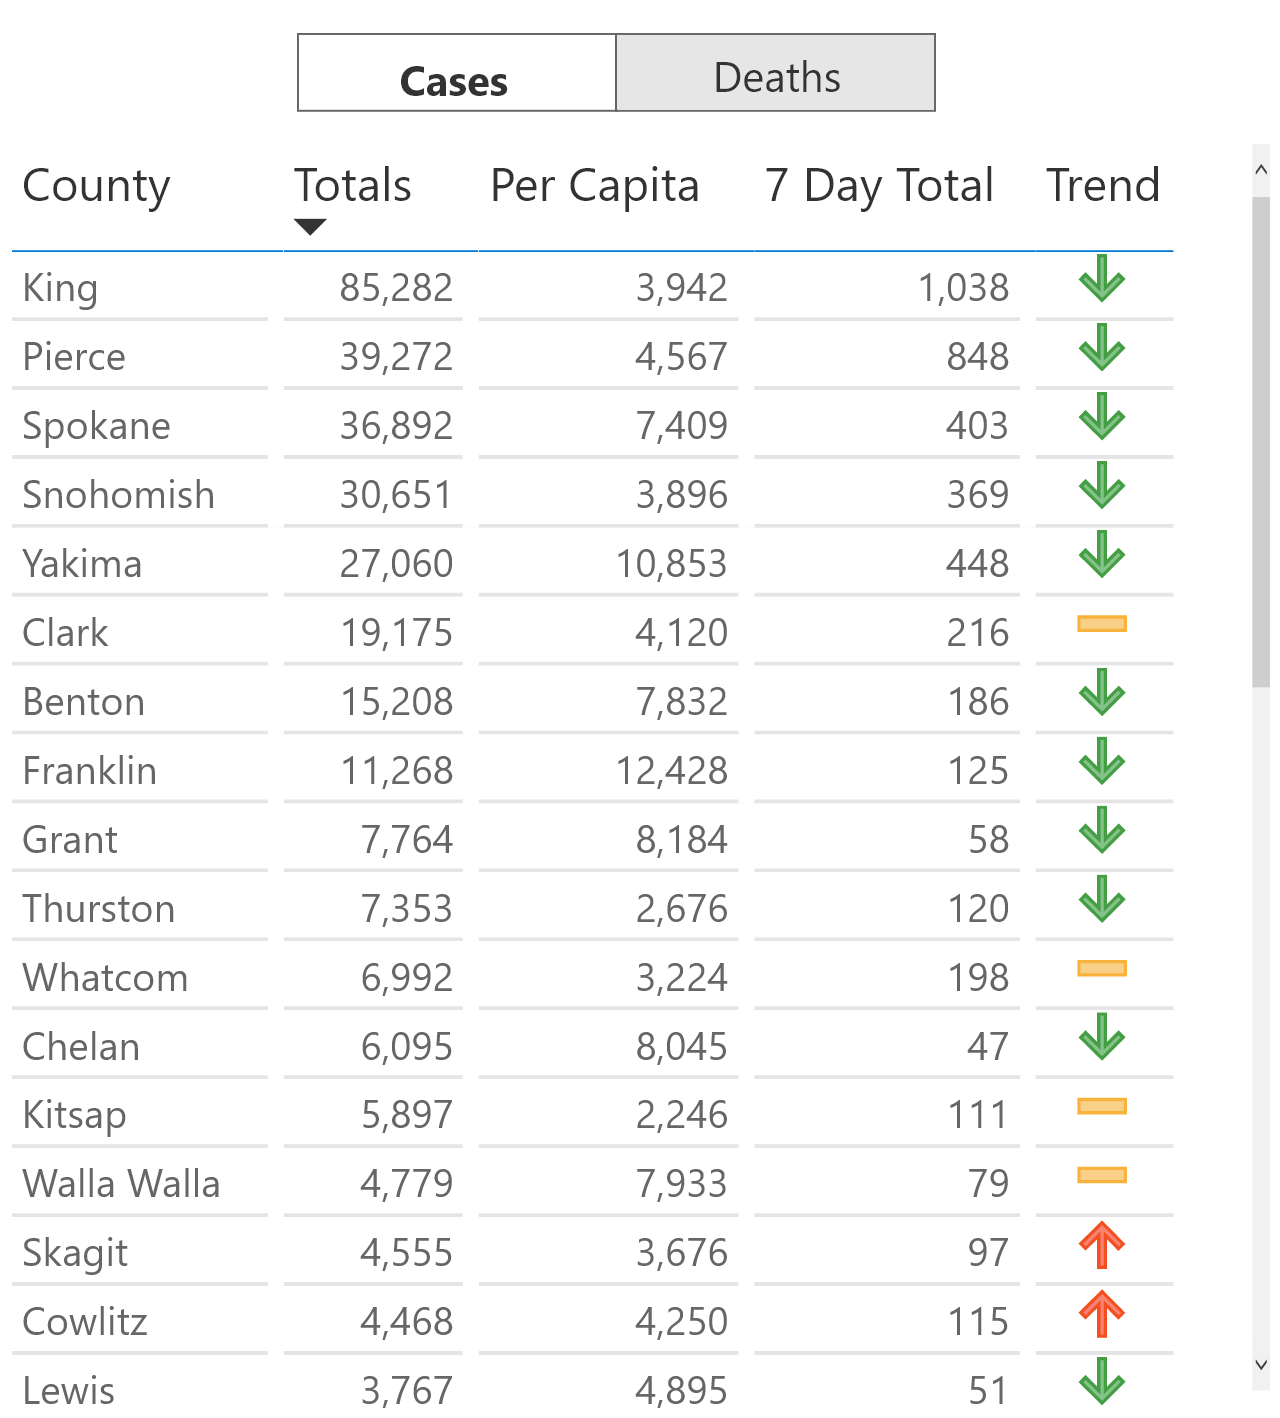 Cases Deaths
County Totals Per Capita 7 Day Total Trend
King 85,282 3,942 1,038
Pierce 39,272 4,567 848
Spokane 36,892 7,409 403
Snohomish 30,651 3,896 369
Yakima 27,060 10,853 448
Clark 19,175 4,120 216
Benton 15,208 7,832 186
Franklin 11,268 12,428 125
Grant 7,764 8,184 58
Thurston 7,353 2,676 120
Whatcom 6,992 3,224 198
Chelan 6,095 8,045 47
Kitsap 5,897 2,246 111
Walla Walla 4,779 7,933 79
Skagit 4,555 3,676 97
Cowlitz 4,468 4,250 115
Lewis 3,767 4,895 51